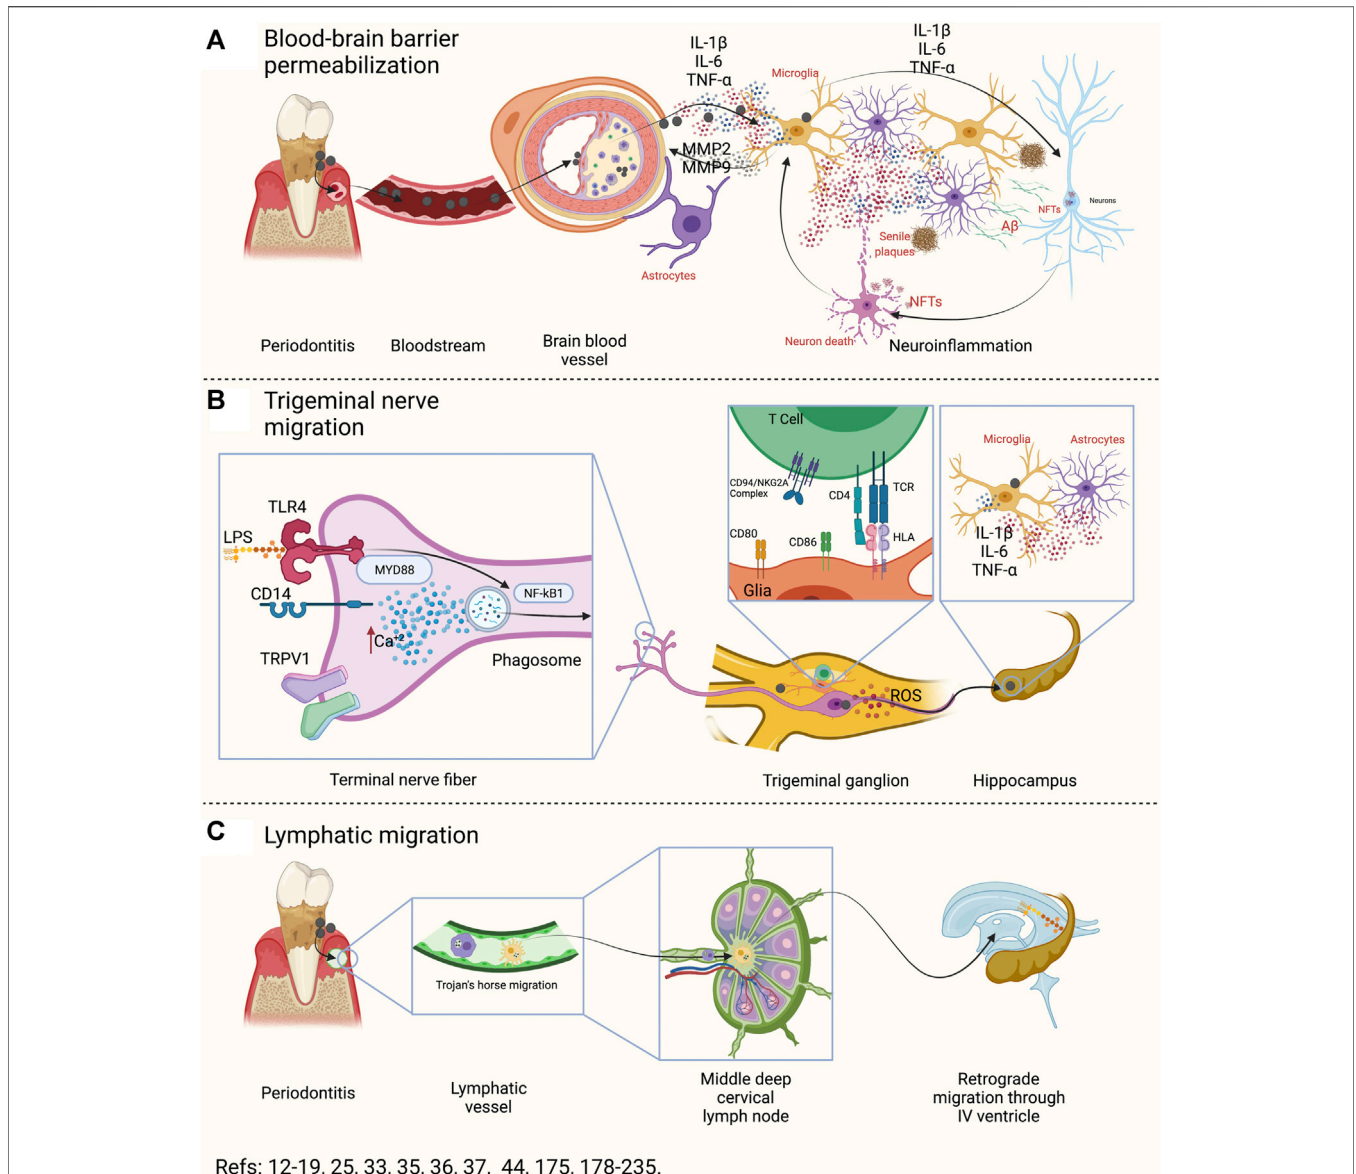 A
Blood-brain barrier
permeabilization
IL-1β
IL-6
TNF-α
Microglia
IL-1β
IL-6
TNF-α
MMP2
MMP9
Astrocytes
Senile
plaques
Aβ
NFTs
Neurons
NFTs
Neuron death
Periodontitis
Bloodstream
Brain blood
vessel
Neuroinflammation
B
Trigeminal nerve
migration
LPS
TLR4
MYD88
CD14
NF-kB1
Ca+2
TRPV1
Phagosome
T Cell
CD94/NKG2A
Complex
CD4
TCR
CD80
CD86
HLA
Glia
Microglia
Astrocytes
IL-1β
IL-6
TNF-α
ROS
Terminal nerve fiber
Trigeminal ganglion
Hippocampus
C
Lymphatic migration
Trojan's horse migration
Periodontitis
Lymphatic
vessel
Middle deep
cervical
lymph node
Retrograde
migration through
IV ventricle
Refs: 12-19, 25, 33, 35, 36, 37, 44, 175, 178-235.